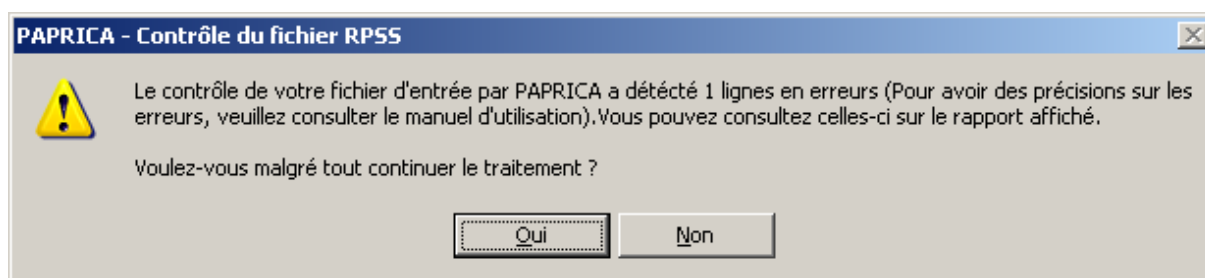 PAPRICA - Contrôle du fichier RPSS
Le contrôle de votre fichier d'entrée par PAPRICA a détécté 1 lignes en erreurs (Pour avoir des précisions sur les
erreurs, veuillez consulter le manuel d'utilisation).Vous pouvez consultez celles-ci sur le rapport affiché.
Voulez-vous malgré tout continuer le traitement ?
Oui
Non